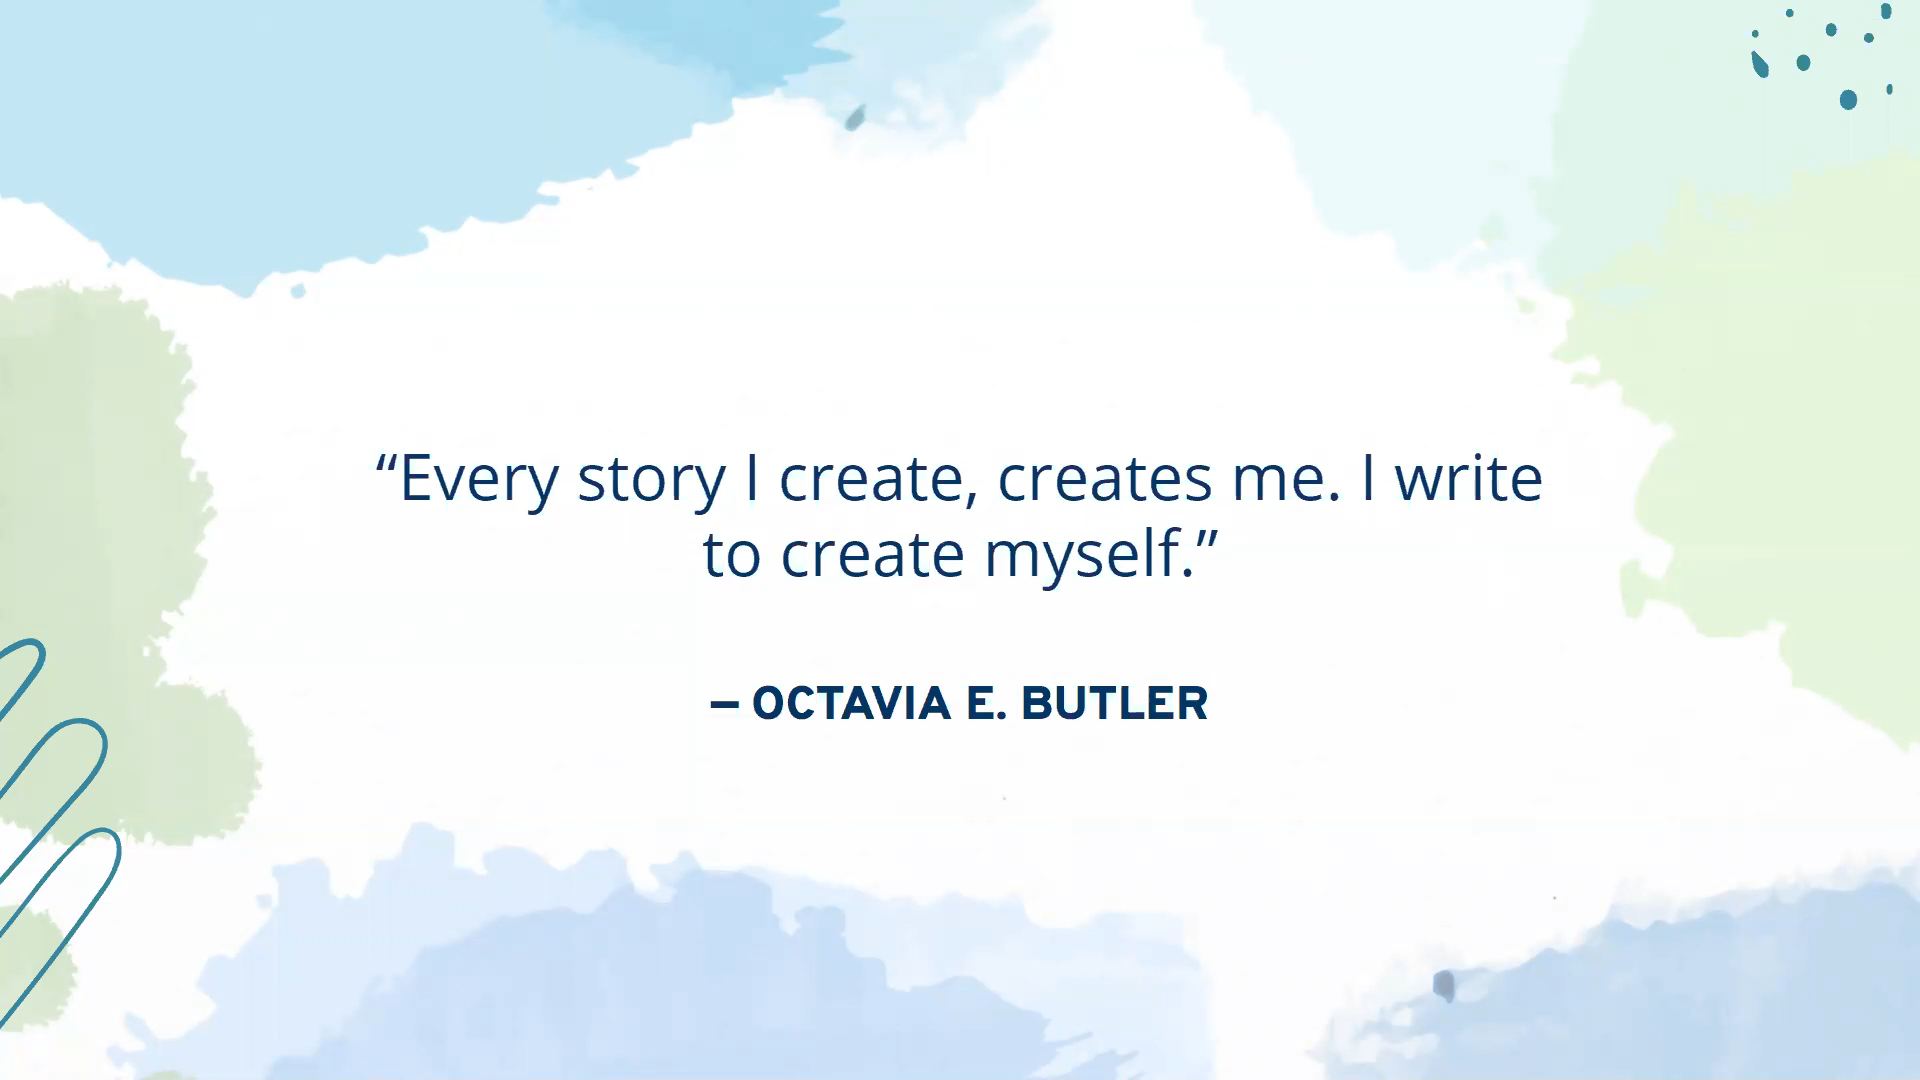 “Every story I create, creates me. I write
to create myself.”
– OCTAVIA E. BUTLER